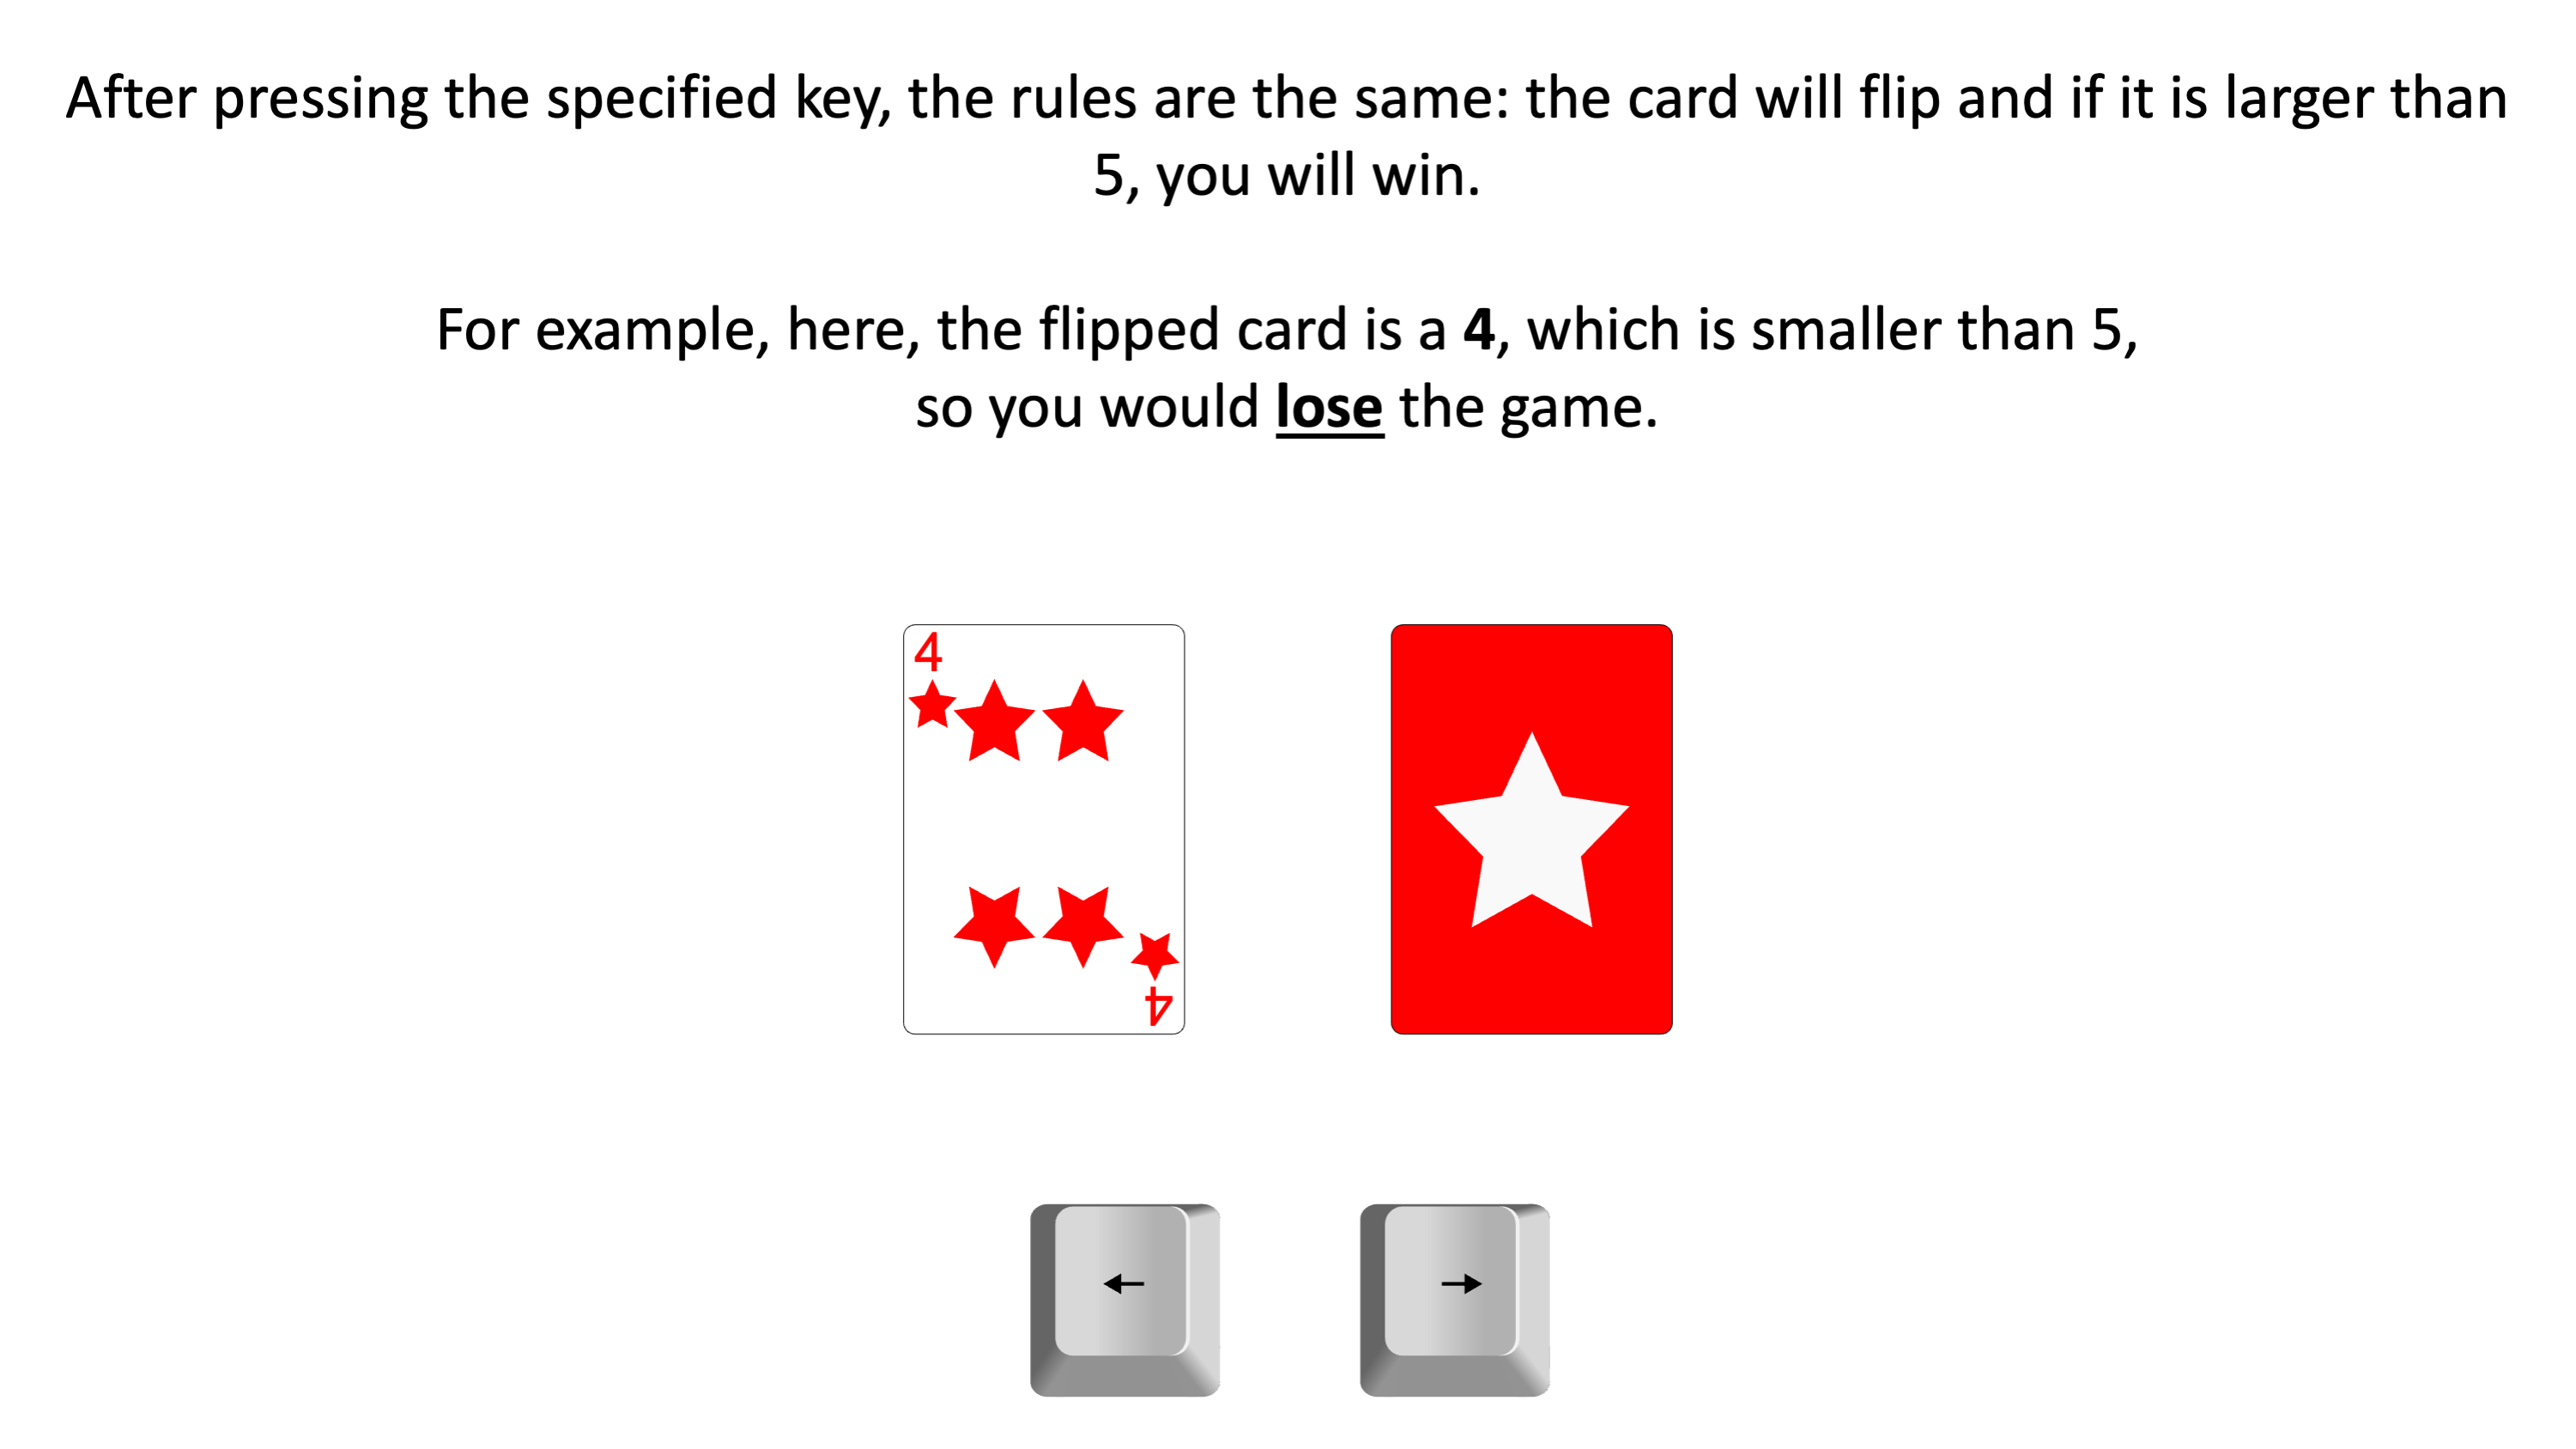 After pressing the specified key, the rules are the same: the card will flip and if it is larger than
5, you will win.
For example, here, the flipped card is a 4, which is smaller than 5,
so you would lose the game.
4
4
←
→